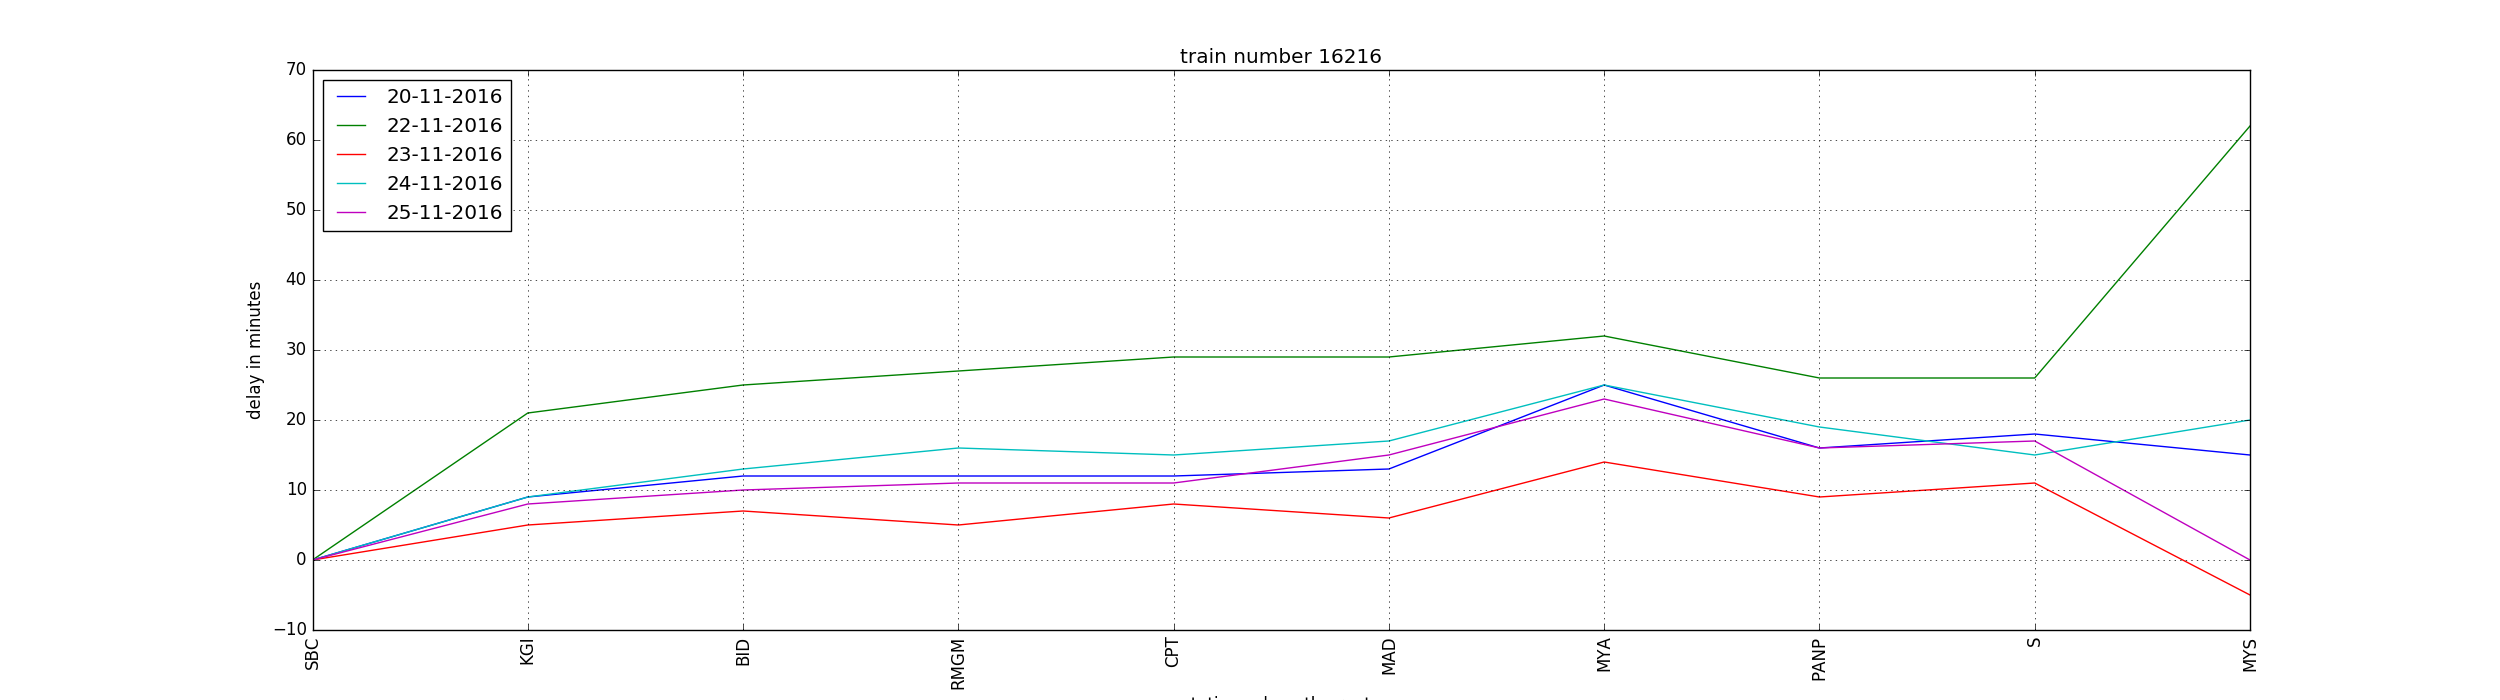 train number 16216
70
60
50
40
30
20
10
0
−10
delay in minutes
20-11-2016
22-11-2016
23-11-2016
24-11-2016
25-11-2016
SBC
KGI
BID
RMGM
CPT
MAD
MYA
PANP
S
MYS